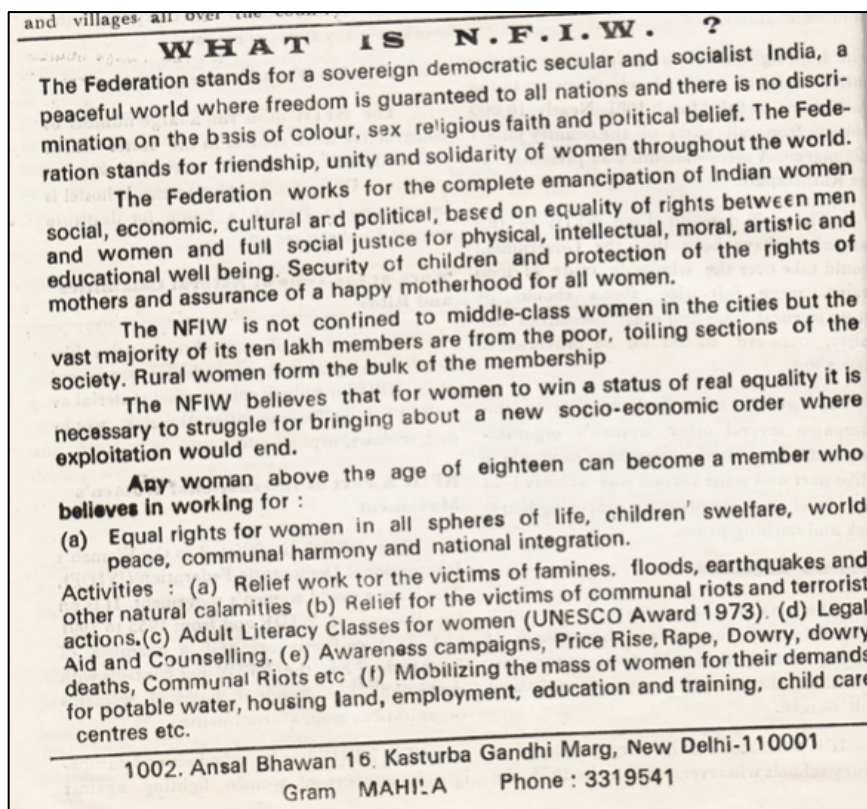 and villages all over the
WHAT IS N.F.I.W. ?
The Federation stands for a sovereign democratic secular and socialist India, a
peaceful world where freedom is guaranteed to all nations and there is no discri-
mination on the basis of colour, sex religious faith and political belief. The Fede-
ration stands for friendship, unity and solidarity of women throughout the world.
The Federation works for the complete emancipation of Indian women
social, economic, cultural and political, based on equality of rights between men
and women and full social justice for physical, intellectual, moral, artistic and
educational well being. Security of children and protection of the rights of
mothers and assurance of a happy motherhood for all women.
The NFIW is not confined to middle-class women in the cities but the
vast majority of its ten lakh members are from the poor, toiling sections of the
society. Rural women form the bulk of the membership
The NFIW believes that for women to win a status of real equality it is
necessary to struggle for bringing about a new socio-economic order where
exploitation would end.
Any woman above the age of eighteen can become a member who
believes in working for :
(a) Equal rights for women in all spheres of life, children' swelfare, world
peace, communal harmony and national integration.
Activities - (a) Relief work tor the victims of famines. floods, earthquakes and
other natural calamities (b) Relief for the victims of communal riots and terrorist
actions.(c) Adult Literacy Classes for women (UNESCO Award 1973). (d) Legal
Aid and Counselling. (e) Awareness campaigns, Price Rise, Rape, Dowry, dowry
deaths, Communal Riots etc (f) Mobilizing the mass of women for their demands
for potable water, housing land, employment, education and training, child care
centres etc.
1002. Ansal Bhawan 16. Kasturba Gandhi Marg, New Delhi-110001
Gram MAHILA Phone : 3319541